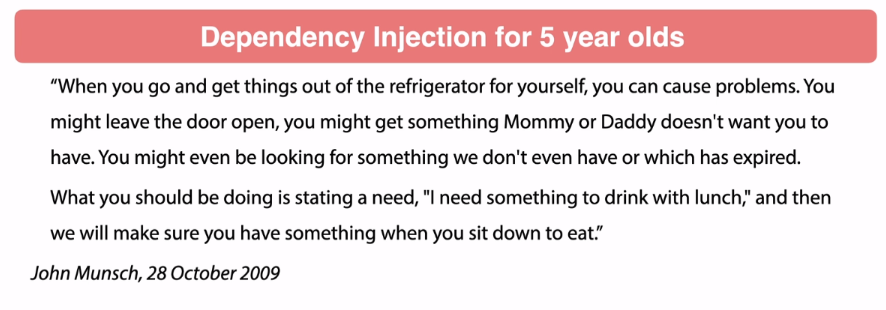 Dependency Injection for 5 year olds
“When you go and get things out of the refrigerator for yourself, you can cause problems. You
might leave the door open, you might get something Mommy or Daddy doesn't want you to
have. You might even be looking for something we don't even have or which has expired.
What you should be doing is stating a need, "I need something to drink with lunch," and then
we will make sure you have something when you sit down to eat.”
John Munsch, 28 October 2009